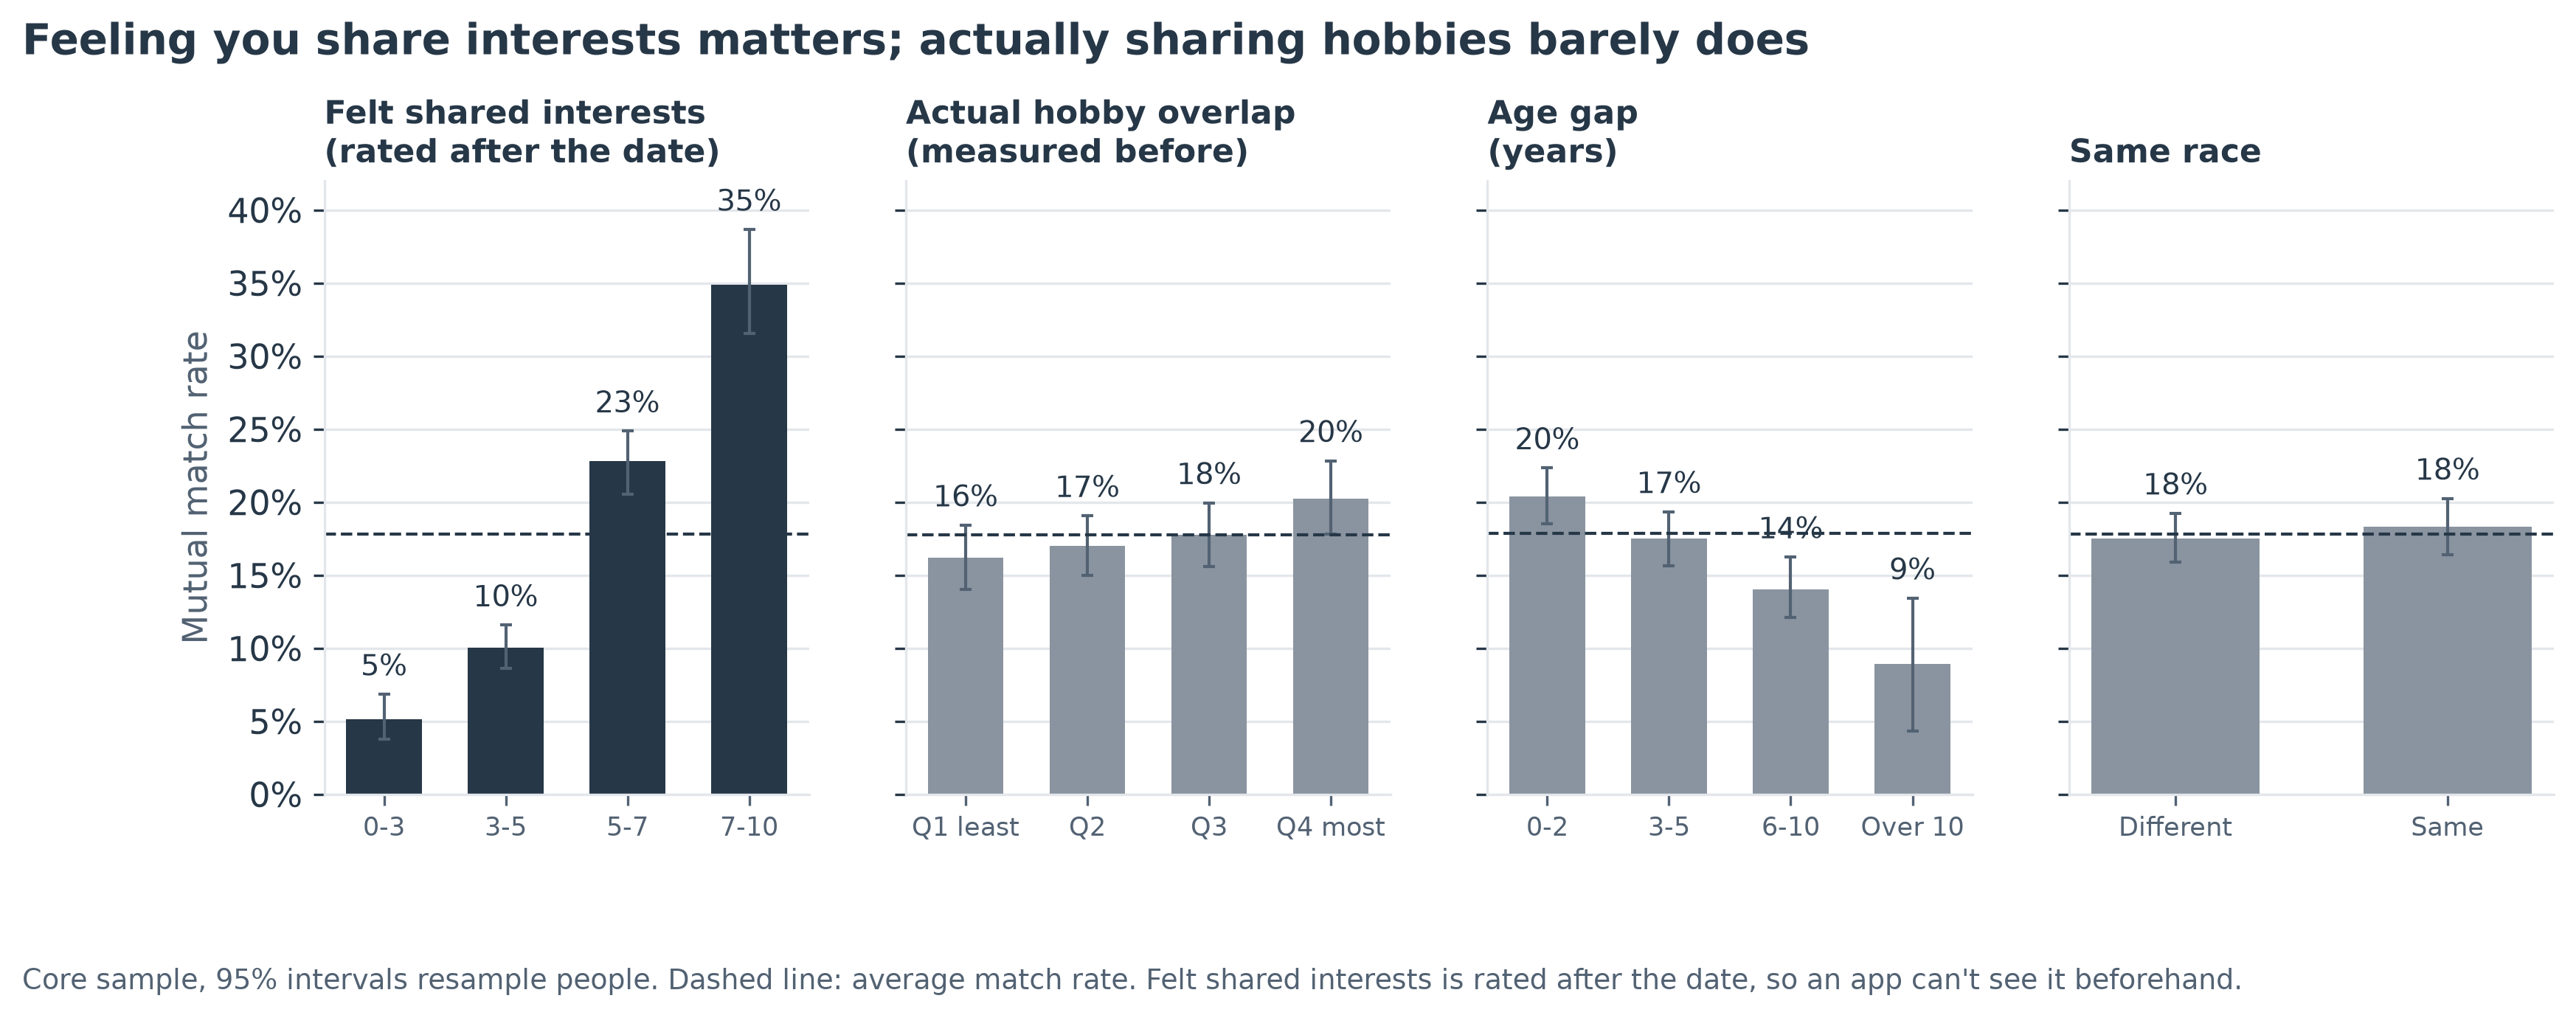 Feeling you share interests matters; actually sharing hobbies barely does
Felt shared interests
(rated after the date)
Mutual match rate
40%
35%
30%
25%
20%
15%
10%
5%
0%
5%
10%
23%
35%
0-3
3-5
5-7
7-10
Actual hobby overlap
(measured before)
16%
17%
18%
20%
Q1 least
Q2
Q3
Q4 most
Age gap
(years)
20%
17%
14%
9%
0-2
3-5
6-10
Over 10
Same race
18%
18%
Different
Same
Core sample, 95% intervals resample people. Dashed line: average match rate. Felt shared interests is rated after the date, so an app can't see it beforehand.